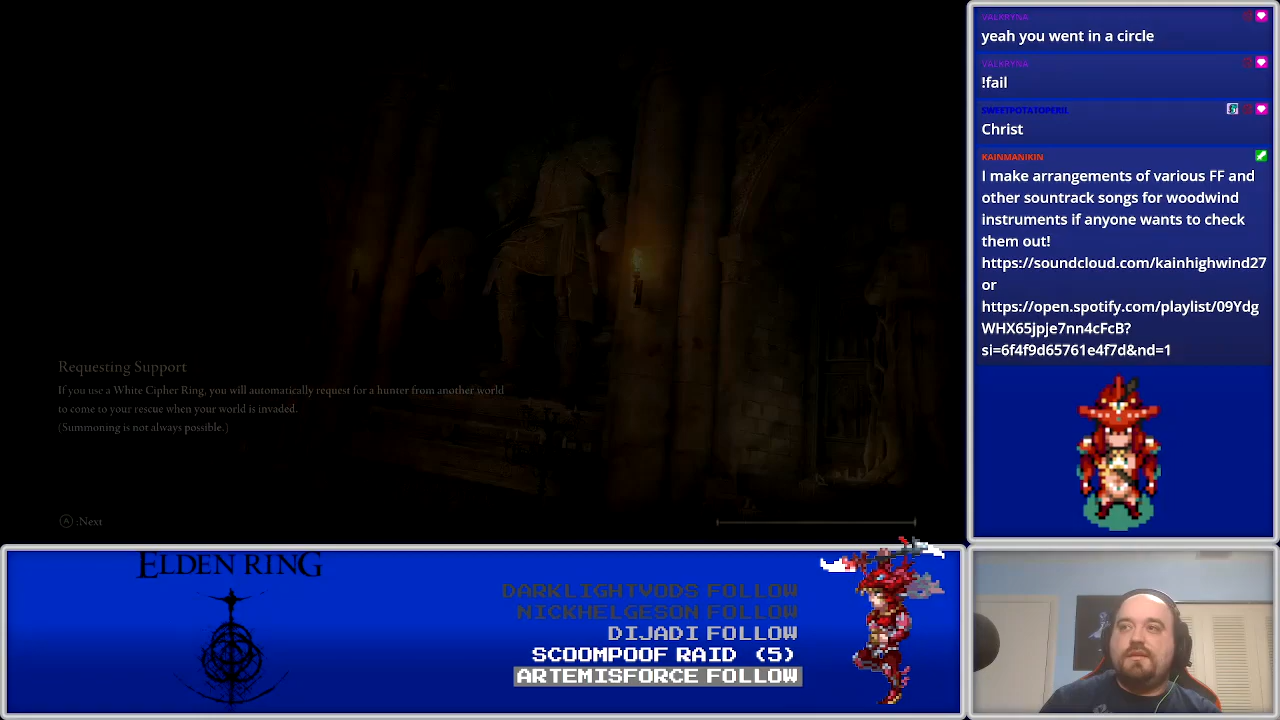 VALKRYNA
yeah you went in a circle
VALKRYNA
!fail
SWEETPOTATOPERIL
Christ
KAINMANIKIN
I make arrangements of various FF and
other sountrack songs for woodwind
instruments if anyone wants to check
them out!
https://soundcloud.com/kainhighwind27
or
https://open.spotify.com/playlist/09Ydg
WHX65jpje7nn4cFcB?
si=6f4f9d65761e4f7d&nd=1
Requesting Support
If you use a White Cipher Ring, you will automatically request for a hunter from another world
to come to your rescue when your world is invaded.
(Summoning is not always possible.)
A :Next
ELDEN RING
DARKLIGHTVODS FOLLOW
NICKHELGESON FOLLOW
DIJADI FOLLOW
SCOOMPOOF RAID (5)
ARTEMISFORCE FOLLOW